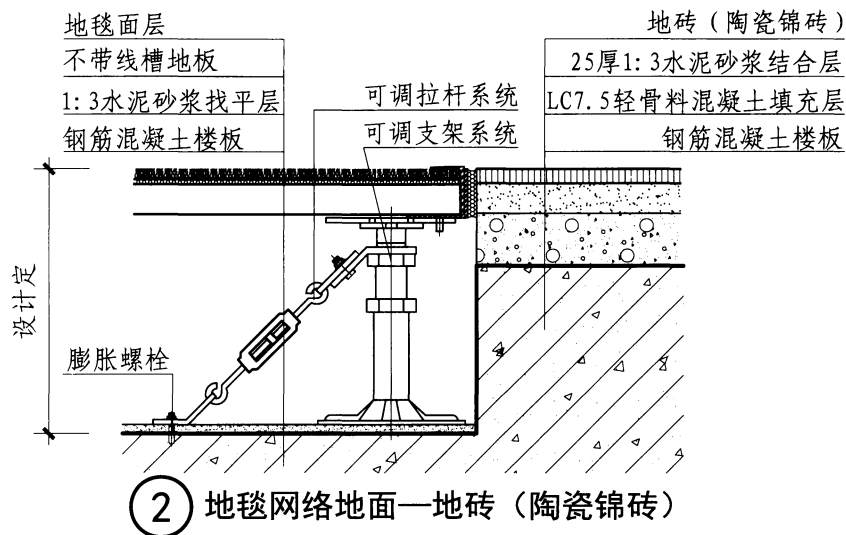 地毯面层
不带线槽地板
1:3水泥砂浆找平层
钢筋混凝土楼板
可调拉杆系统
可调支架系统
地砖（陶瓷锦砖）
25厚1:3水泥砂浆结合层
LC7.5轻骨料混凝土填充层
钢筋混凝土楼板
设计定
膨胀螺栓
2 地毯网络地面—地砖（陶瓷锦砖）